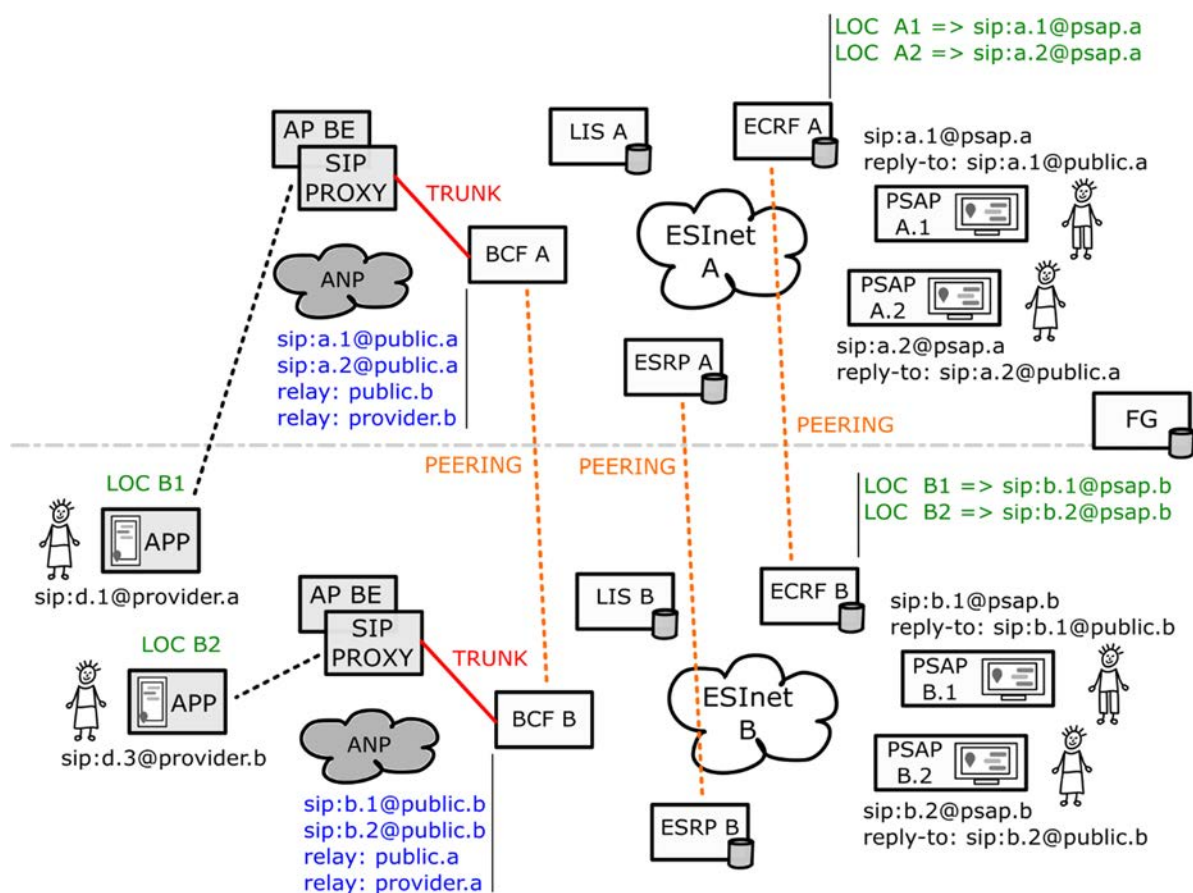 LOC A1 => sip:a.1@psap.a
LOC A2 => sip:a.2@psap.a
AP BE
SIP
PROXY
TRUNK
BCF A
LIS A
ECRF A
sip:a.1@psap.a
reply-to: sip:a.1@public.a
PSAP
A.1
ESInet
A
ANP
PSAP
A.2
sip:a.1@public.a
sip:a.2@public.a
relay: public.b
relay: provider.b
ESRP A
sip:a.2@psap.a
reply-to: sip:a.2@public.a
FG
PEERING
PEERING
PEERING
LOC B1
APP
sip:d.1@provider.a
LOC B1 => sip:b.1@psap.b
LOC B2 => sip:b.2@psap.b
AP BE
SIP
PROXY
TRUNK
BCF B
LIS B
ECRF B
sip:b.1@psap.b
reply-to: sip:b.1@public.b
LOC B2
APP
sip:d.3@provider.b
PSAP
B.1
ESInet
B
ANP
PSAP
B.2
sip:b.1@public.b
sip:b.2@public.b
relay: public.a
relay: provider.a
ESRP B
sip:b.2@psap.b
reply-to: sip:b.2@public.b